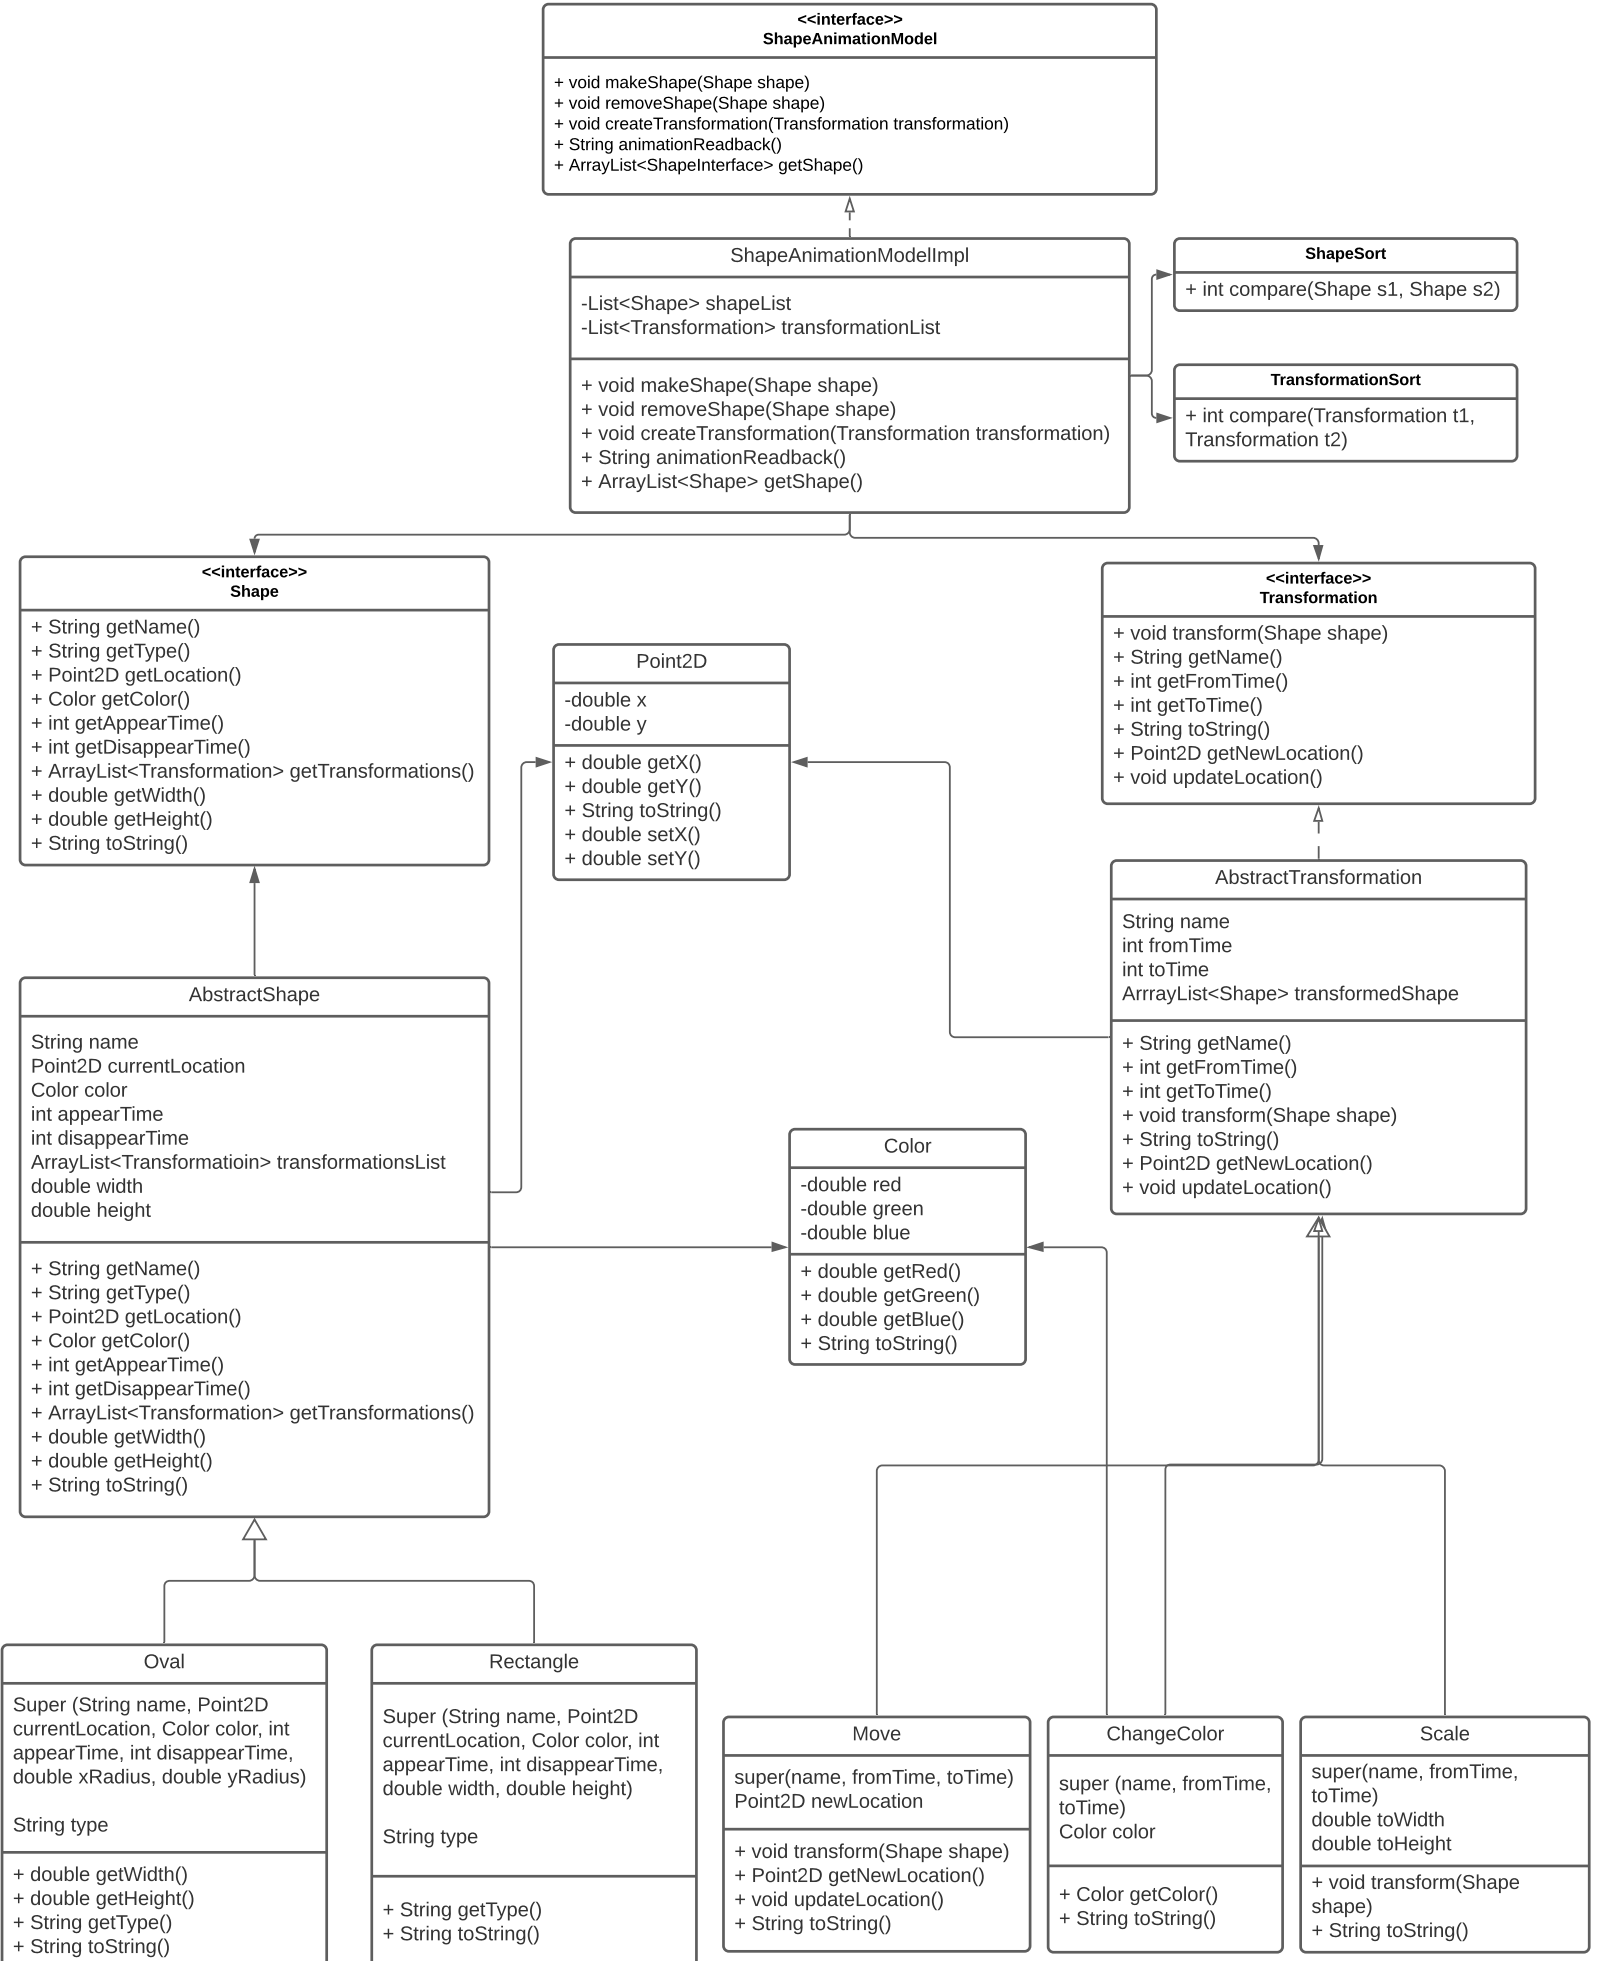 <<interface>>
ShapeAnimationModel
+ void makeShape(Shape shape)
+ void removeShape(Shape shape)
+ void createTransformation(Transformation transformation)
+ String animationReadback()
+ ArrayList<ShapeInterface> getShape()
ShapeAnimationModelImpl
-List<Shape> shapeList
-List<Transformation> transformationList
+ void makeShape(Shape shape)
+ void removeShape(Shape shape)
+ void createTransformation(Transformation transformation)
+ String animationReadback()
+ ArrayList<Shape> getShape()
ShapeSort
+ int compare(Shape s1, Shape s2)
TransformationSort
+ int compare(Transformation t1,
Transformation t2)
<<interface>>
Shape
+ String getName()
+ String getType()
+ Point2D getLocation()
+ Color getColor()
+ int getAppearTime()
+ int getDisappearTime()
+ ArrayList<Transformation> getTransformations()
+ double getWidth()
+ double getHeight()
+ String toString()
Point2D
-double x
-double y
+ double getX()
+ double getY()
+ String toString()
+ double setX()
+ double setY()
<<interface>>
Transformation
+ void transform(Shape shape)
+ String getName()
+ int getFromTime()
+ int getToTime()
+ String toString()
+ Point2D getNewLocation()
+ void updateLocation()
AbstractShape
String name
Point2D currentLocation
Color color
int appearTime
int disappearTime
ArrayList<Transformatioin> transformationsList
double width
double height
+ String getName()
+ String getType()
+ Point2D getLocation()
+ Color getColor()
+ int getAppearTime()
+ int getDisappearTime()
+ ArrayList<Transformation> getTransformations()
+ double getWidth()
+ double getHeight()
+ String toString()
Color
-double red
-double green
-double blue
+ double getRed()
+ double getGreen()
+ double getBlue()
+ String toString()
AbstractTransformation
String name
int fromTime
int toTime
ArrrayList<Shape> transformedShape
+ String getName()
+ int getFromTime()
+ int getToTime()
+ void transform(Shape shape)
+ String toString()
+ Point2D getNewLocation()
+ void updateLocation()
Oval
Super (String name, Point2D
currentLocation, Color color, int
appearTime, int disappearTime,
double xRadius, double yRadius)
String type
+ double getWidth()
+ double getHeight()
+ String getType()
+ String toString()
Rectangle
Super (String name, Point2D
currentLocation, Color color, int
appearTime, int disappearTime,
double width, double height)
String type
+ String getType()
+ String toString()
Move
super(name, fromTime, toTime)
Point2D newLocation
+ void transform(Shape shape)
+ Point2D getNewLocation()
+ void updateLocation()
+ String toString()
ChangeColor
super (name, fromTime,
toTime)
Color color
+ Color getColor()
+ String toString()
Scale
super(name, fromTime,
toTime)
double toWidth
double toHeight
+ void transform(Shape
shape)
+ String toString()